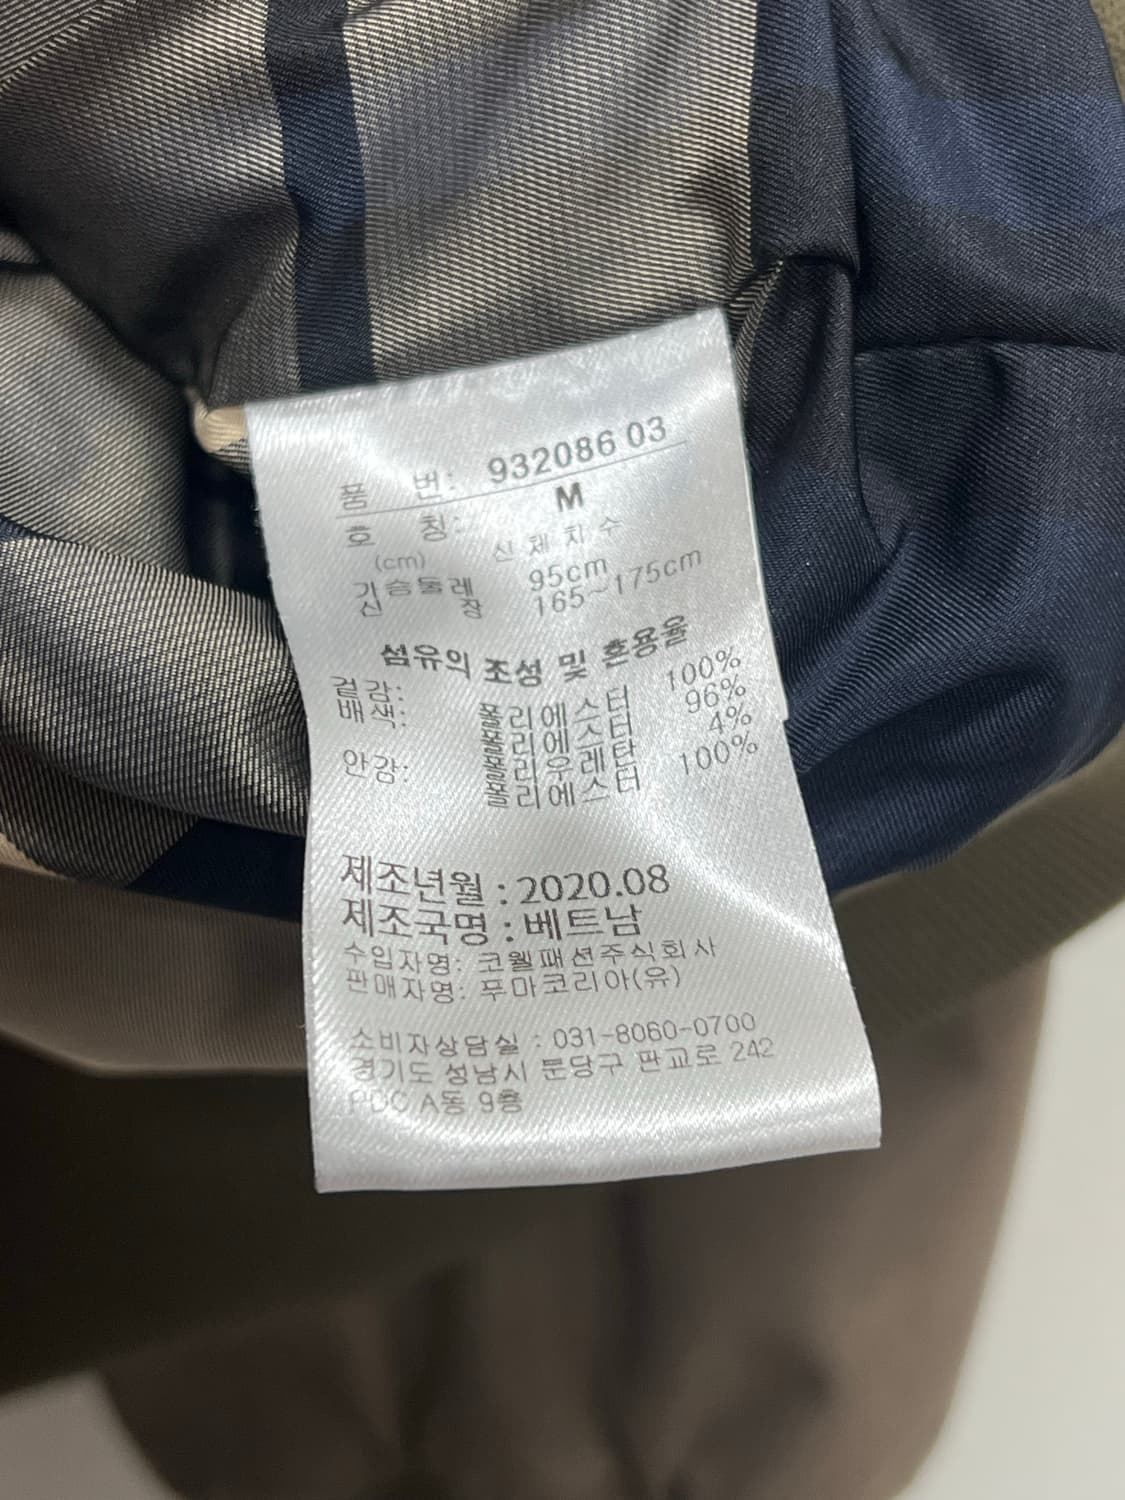 품 번: 932086 03
호 칭: M
(cm) 신체치수
가슴둘레 95cm
신 장 165~175cm
섬유의 조성 및 혼용율
겉감: 폴리에스터 100%
배색: 폴리에스터 96%
폴리우레탄 4%
안감: 폴리에스터 100%
제조년월 : 2020.08
제조국명 : 베트남
수입자명: 코웰패션주식회사
판매자명: 푸마코리아(유)
소비자상담실 : 031-8060-0700
경기도 성남시 분당구 판교로 242
PDC A동 9층